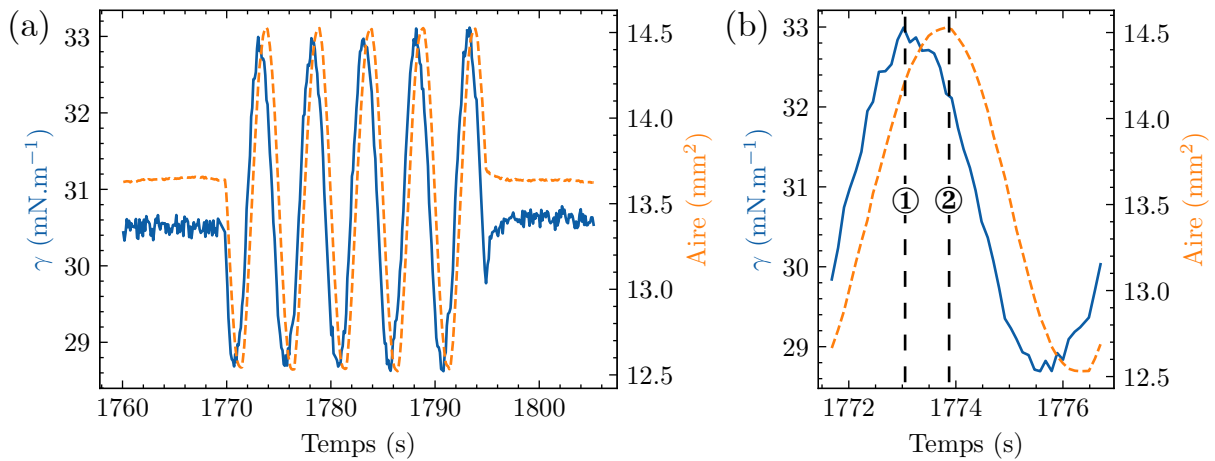 (a)
33
32
31
30
29
γ (mN.m⁻¹)
14.5
14.0
13.5
13.0
12.5
Aire (mm²)
1760 1770 1780 1790 1800
Temps (s)
(b)
33
32
31
30
29
γ (mN.m⁻¹)
① ②
14.5
14.0
13.5
13.0
12.5
Aire (mm²)
1772 1774 1776
Temps (s)